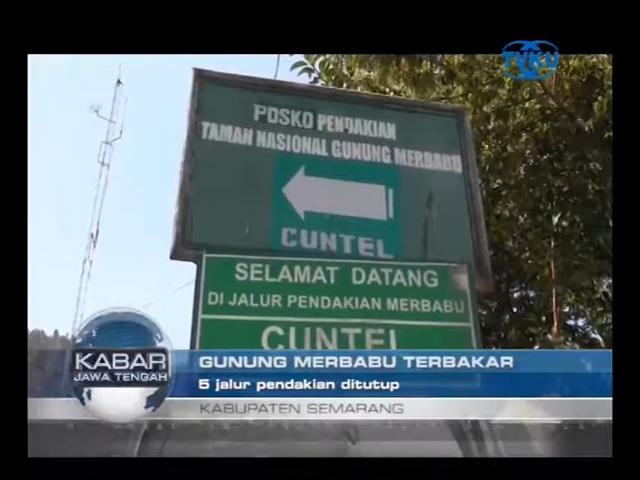 TVKU
POSKO PENDAKIAN
TAMAN NASIONAL GUNUNG MERBABU
CUNTEL
SELAMAT DATANG
DI JALUR PENDAKIAN MERBABU
CUNTEL
KABAR
JAWA TENGAH
GUNUNG MERBABU TERBAKAR
5 jalur pendakian ditutup
KABUPATEN SEMARANG